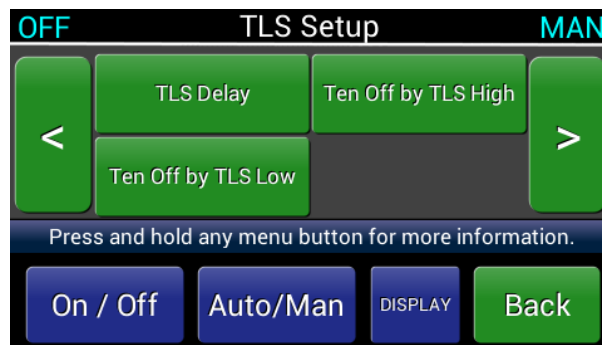 OFF TLS Setup MAN
TLS Delay Ten Off by TLS High
< >
Ten Off by TLS Low
Press and hold any menu button for more information.
On / Off Auto/Man DISPLAY Back